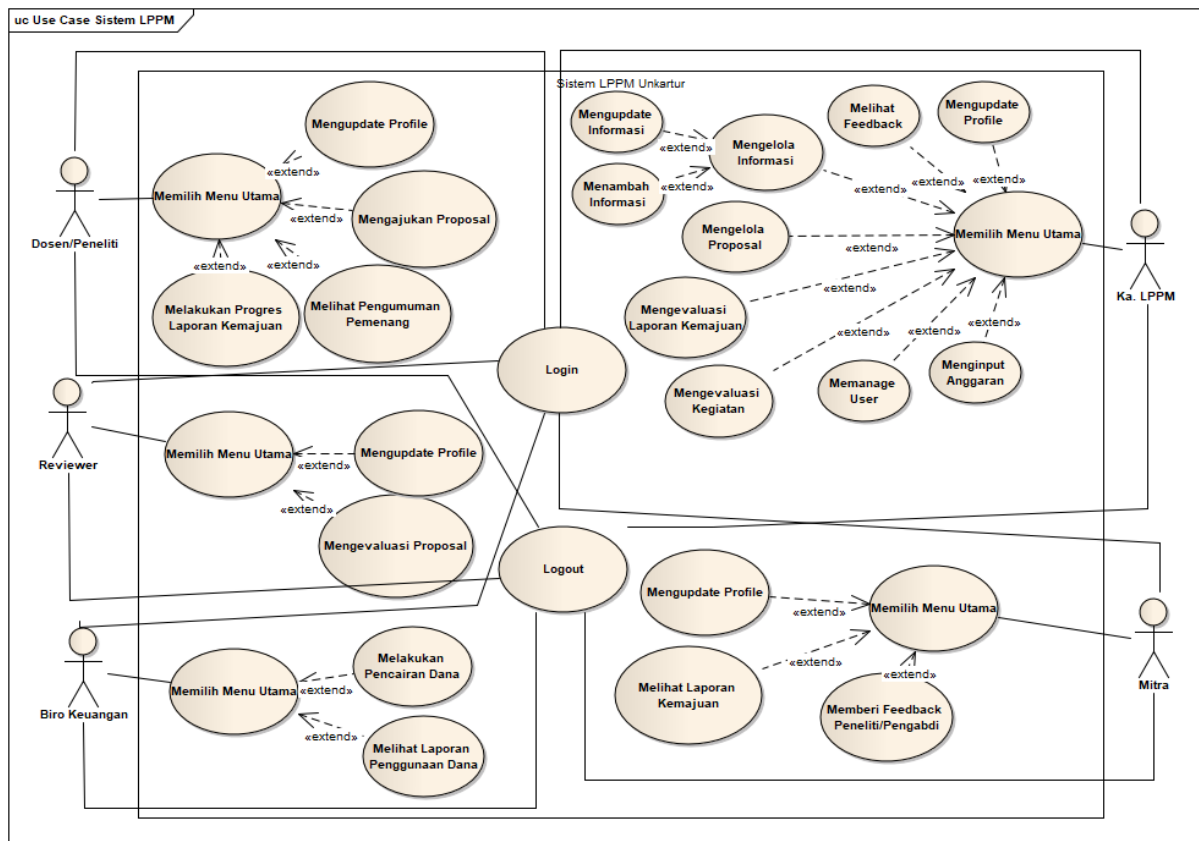 uc Use Case Sistem LPPM
Sistem LPPM Unkartur
Dosen/Peneliti
Memilih Menu Utama
Mengupdate Profile
«extend»
Mengajukan Proposal
«extend»
«extend»
«extend»
Melakukan Progres
Laporan Kemajuan
Melihat Pengumuman
Pemenang
Mengupdate
Informasi
«extend»
Menambah
Informasi
«extend»
Mengelola
Informasi
«extend»
Melihat
Feedback
«extend»
Mengupdate
Profile
«extend»
Mengelola
Proposal
«extend»
Memilih Menu Utama
Ka. LPPM
Mengevaluasi
Laporan Kemajuan
«extend»
Mengevaluasi
Kegiatan
«extend»
Memanage
User
«extend»
Menginput
Anggaran
«extend»
Login
Reviewer
Memilih Menu Utama
Mengupdate Profile
«extend»
Mengevaluasi Proposal
«extend»
Logout
Biro Keuangan
Memilih Menu Utama
Melakukan
Pencairan Dana
«extend»
Melihat Laporan
Penggunaan Dana
«extend»
Mengupdate Profile
«extend»
Memilih Menu Utama
Melihat Laporan
Kemajuan
«extend»
Memberi Feedback
Peneliti/Pengabdi
«extend»
Mitra